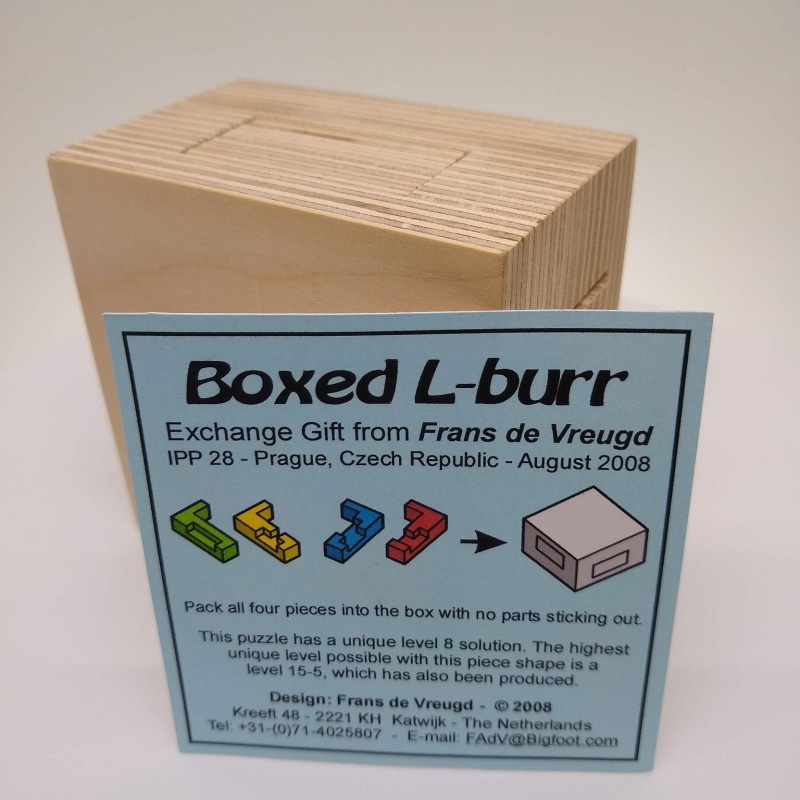 Boxed L-burr
Exchange Gift from Frans de Vreugd
IPP 28 - Prague, Czech Republic - August 2008
Pack all four pieces into the box with no parts sticking out.
This puzzle has a unique level 8 solution. The highest
unique level possible with this piece shape is a
level 15-5, which has also been produced.
Design: Frans de Vreugd - © 2008
Kreeft 48 - 2221 KH Katwijk - The Netherlands
Tel: +31-(0)71-4025807 - E-mail: FAdV@Bigfoot.com